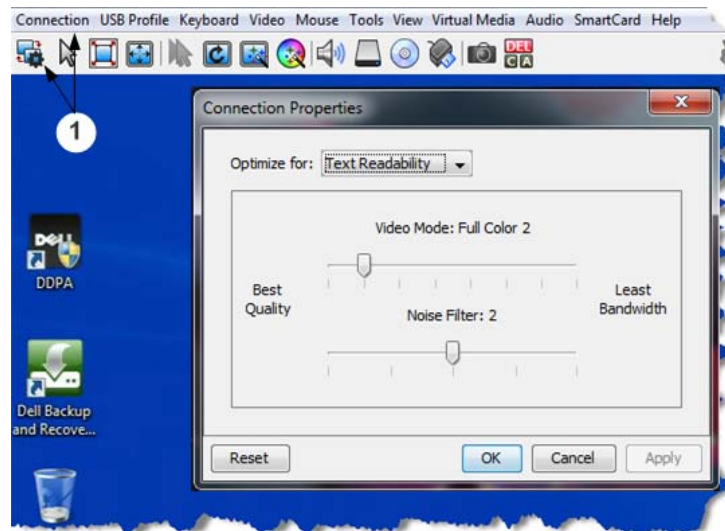 Connection USB Profile Keyboard Video Mouse Tools View Virtual Media Audio SmartCard Help
DEL
C A
1
Connection Properties
Optimize for: Text Readability
Video Mode: Full Color 2
Best
Quality
Least
Bandwidth
Noise Filter: 2
Reset OK Cancel Apply
DELL
DDPA
Dell Backup
and Recove...